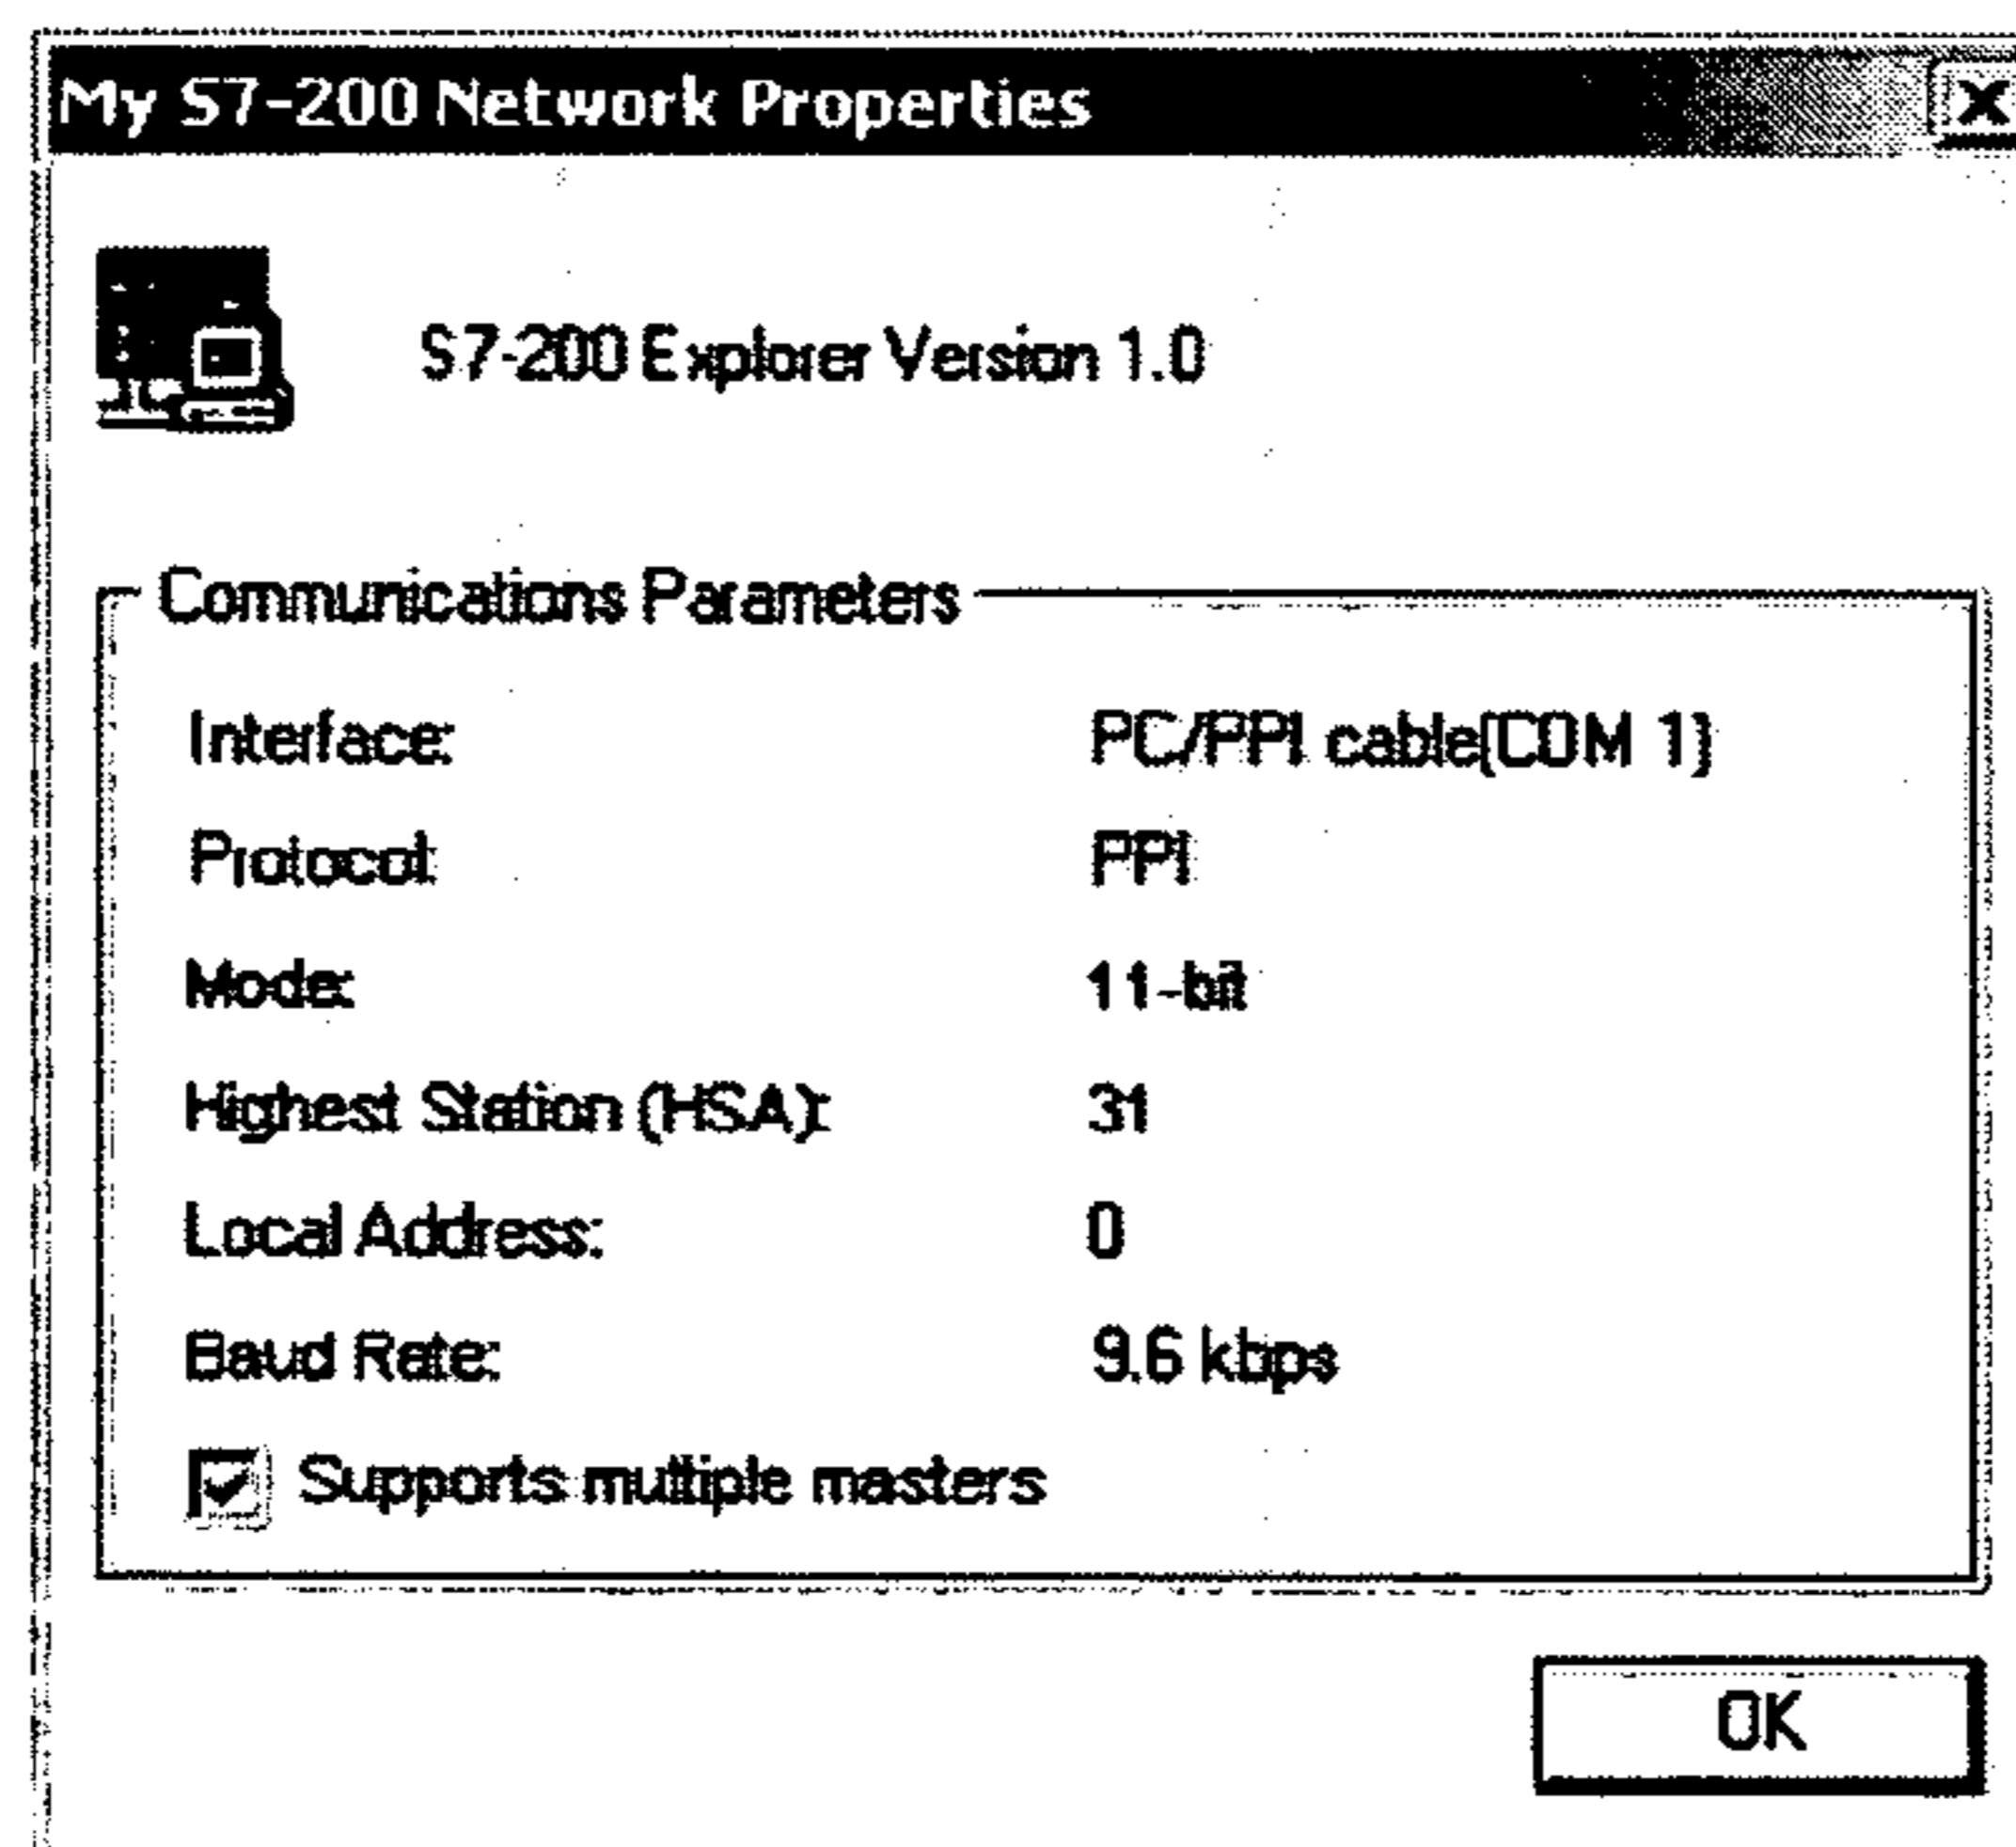 My S7-200 Network Properties
S7-200 Explorer Version 1.0
Communications Parameters
Interface: PC/PPI cable(COM 1)
Protocol: PPI
Mode: 11-bit
Highest Station (HSA): 31
Local Address: 0
Baud Rate: 9.6 kbps
Supports multiple masters
OK